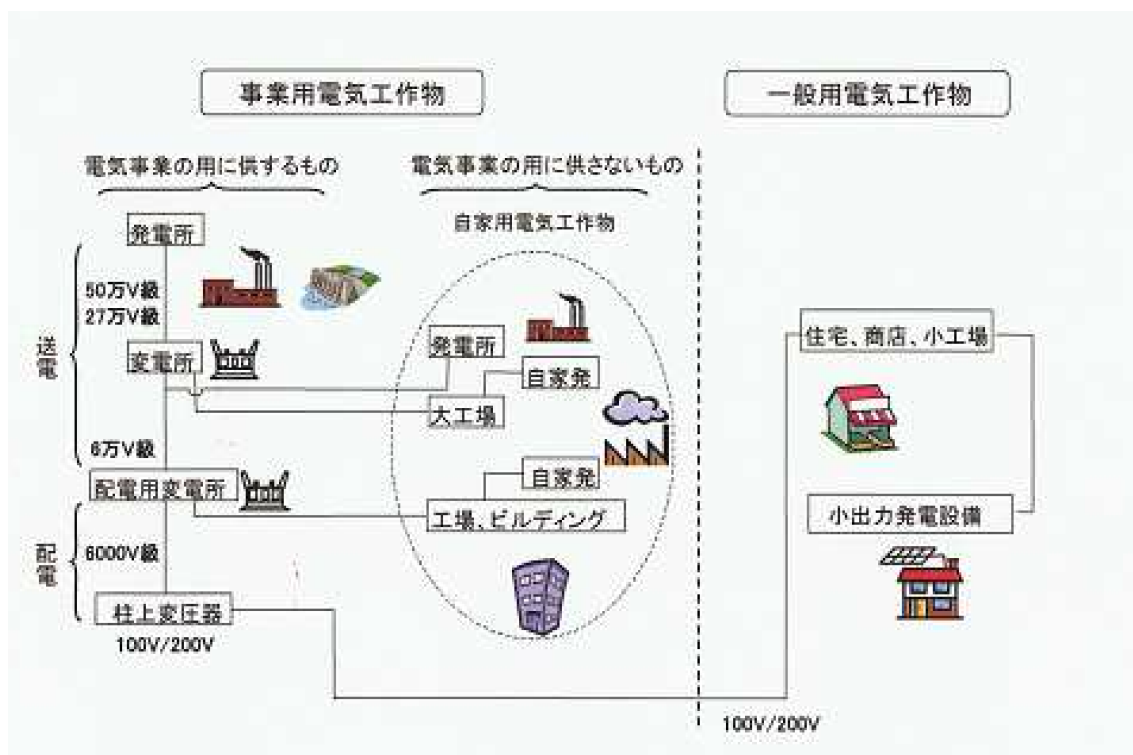 事業用電気工作物
一般用電気工作物
電気事業の用に供するもの
電気事業の用に供さないもの
自家用電気工作物
発電所
50万V級
27万V級
送電
変電所
発電所
自家発
大工場
住宅、商店、小工場
6万V級
配電用変電所
自家発
工場、ビルディング
小出力発電設備
配電
6000V級
柱上変圧器
100V/200V
100V/200V